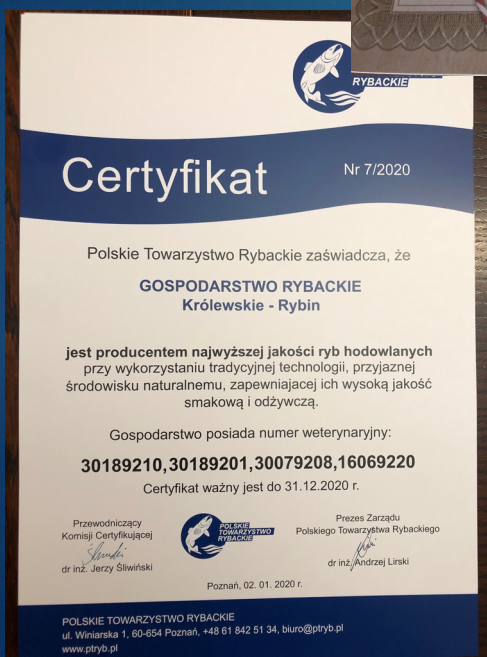 RYBACKIE
Certyfikat
Nr 7/2020
Polskie Towarzystwo Rybackie zaświadcza, że
GOSPODARSTWO RYBACKIE
Królewskie - Rybin
jest producentem najwyższej jakości ryb hodowlanych
przy wykorzystaniu tradycyjnej technologii, przyjaznej
środowisku naturalnemu, zapewniajacej ich wysoką jakość
smakową i odżywczą.
Gospodarstwo posiada numer weterynaryjny:
30189210,30189201,30079208,16069220
Certyfikat ważny jest do 31.12.2020 r.
Przewodniczący
Komisji Certyfikującej
dr inż. Jerzy Śliwiński
POLSKIE
TOWARZYSTWO
RYBACKIE
Prezes Zarządu
Polskiego Towarzystwa Rybackiego
dr inż. Andrzej Lirski
Poznań, 02. 01. 2020 r.
POLSKIE TOWARZYSTWO RYBACKIE
ul. Winiarska 1, 60-654 Poznań, +48 61 842 51 34, biuro@ptryb.pl
www.ptryb.pl